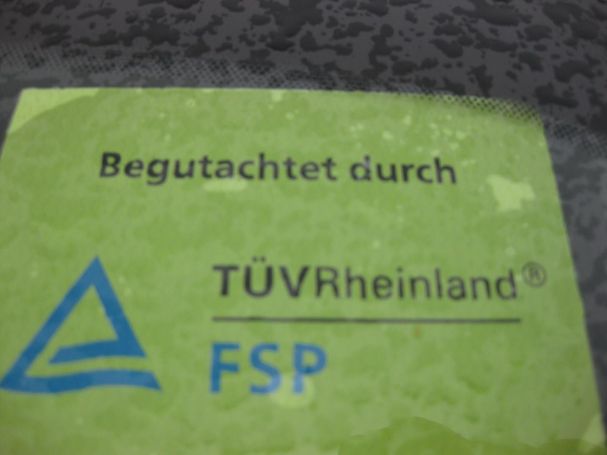 Begutachtet durch
TÜVRheinland®
FSP